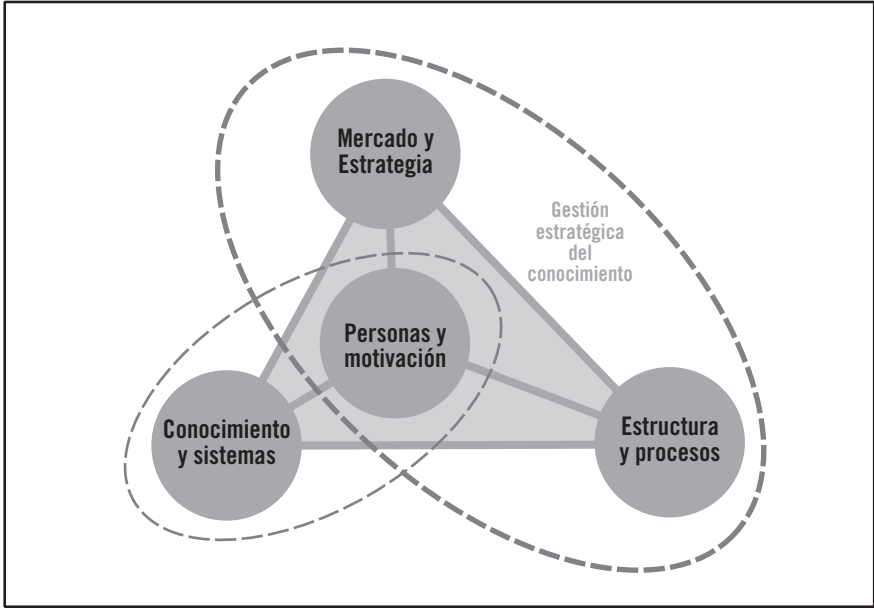 Mercado y
Estrategia
Gestión
estratégica
del
conocimiento
Personas y
motivación
Conocimiento
y sistemas
Estructura
y procesos